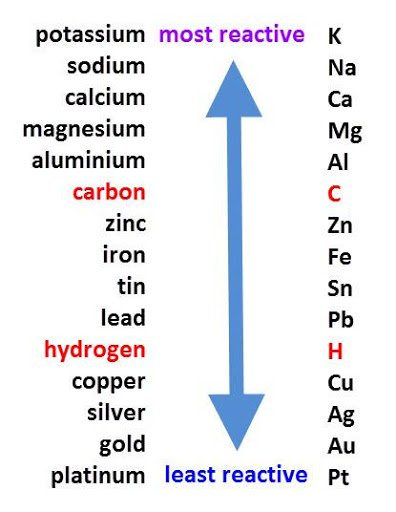 potassium most reactive K
sodium Na
calcium Ca
magnesium Mg
aluminium Al
carbon C
zinc Zn
iron Fe
tin Sn
lead Pb
hydrogen H
copper Cu
silver Ag
gold Au
platinum least reactive Pt